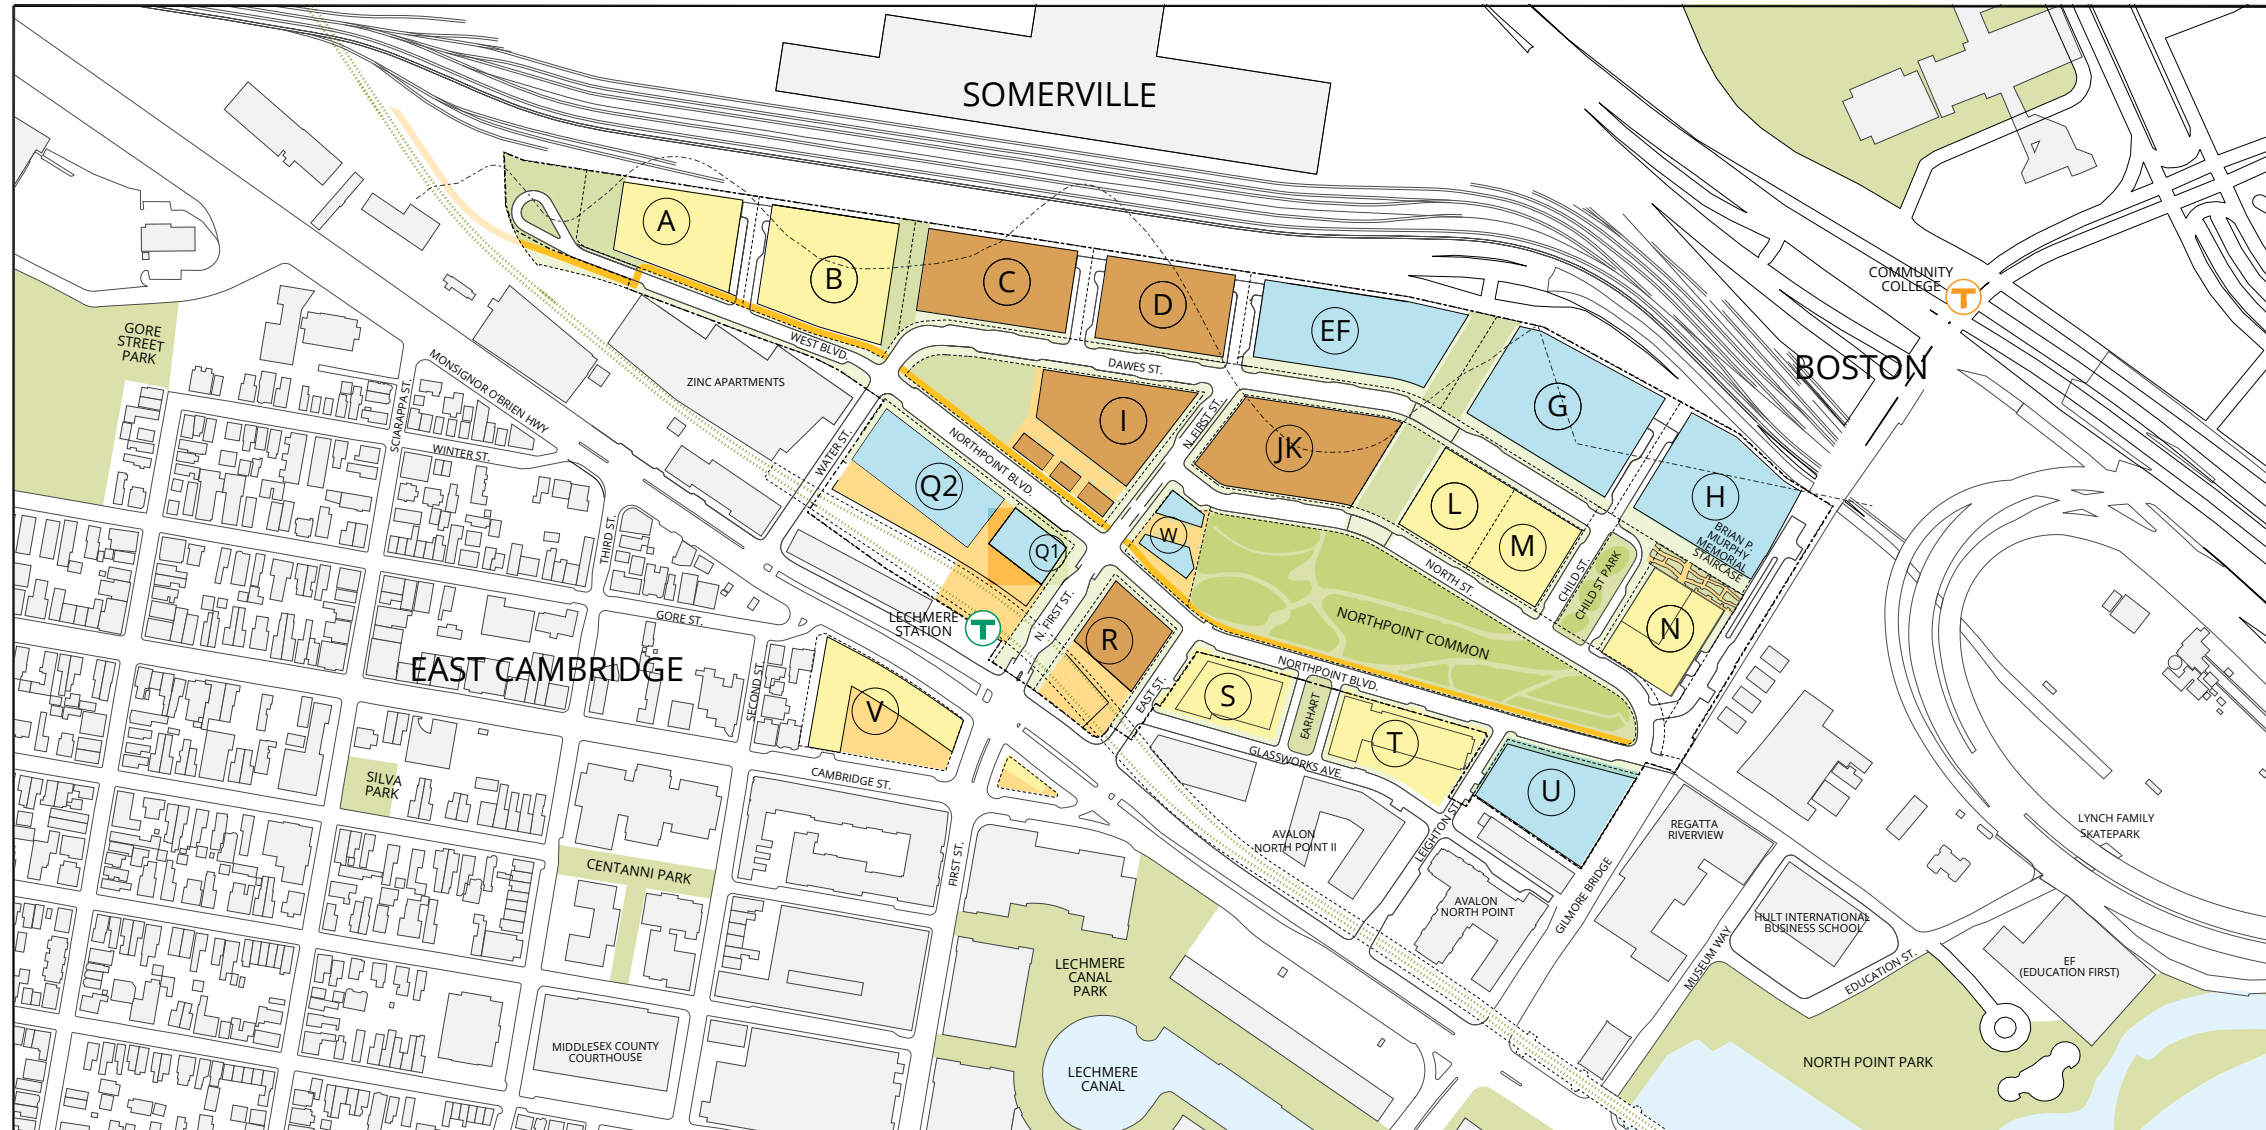 SOMERVILLE
A
B
C
D
EF
G
H
COMMUNITY
COLLEGE
T
BOSTON
GORE
STREET
PARK
MONSIGNOR O'BRIEN HWY
SCIARAPPA ST.
WINTER ST.
THIRD ST.
ZINC APARTMENTS
WEST BLVD.
DAWES ST.
WATER ST.
NORTHPOINT BLVD.
N. FIRST ST.
I
JK
L
M
Q2
Q1
W
BRIAN P.
MURPHY
MEMORIAL
STAIRCASE
NORTH ST.
CHILD ST.
CHILD ST PARK
N
NORTHPOINT COMMON
LECHMERE
STATION
T
N. FIRST ST.
R
EAST ST.
NORTHPOINT BLVD.
S
EARHART
T
U
GLASSWORKS AVE.
LEIGHTON ST.
GILMORE BRIDGE
GORE ST.
EAST CAMBRIDGE
SECOND ST.
V
CAMBRIDGE ST.
FIRST ST.
SILVA
PARK
CENTANNI PARK
MIDDLESEX COUNTY
COURTHOUSE
LECHMERE
CANAL
PARK
LECHMERE
CANAL
AVALON
NORTH POINT II
AVALON
NORTH POINT
REGATTA
RIVERVIEW
HULT INTERNATIONAL
BUSINESS SCHOOL
MUSEUM WAY
EDUCATION ST.
EF
(EDUCATION FIRST)
LYNCH FAMILY
SKATEPARK
NORTH POINT PARK